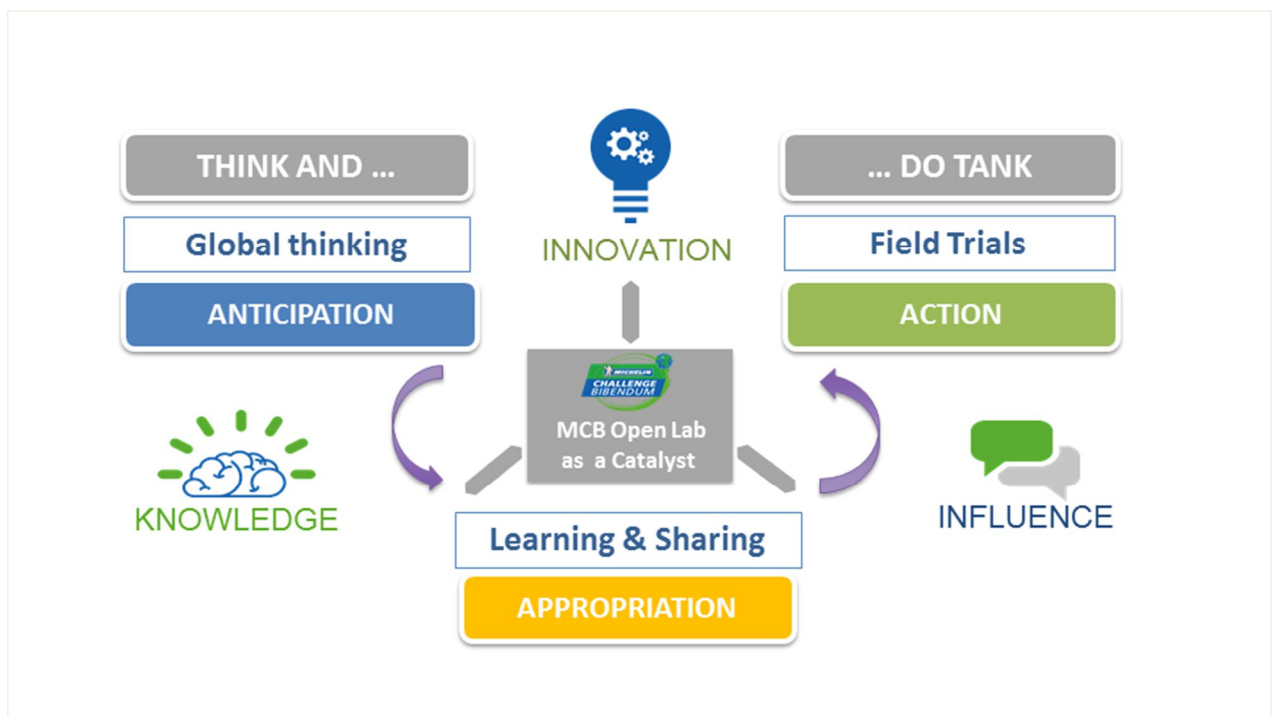 THINK AND ...
... DO TANK
Global thinking
Field Trials
INNOVATION
ANTICIPATION
ACTION
MICHELIN
CHALLENGE
BIBENDUM
MCB Open Lab
as a Catalyst
KNOWLEDGE
INFLUENCE
Learning & Sharing
APPROPRIATION